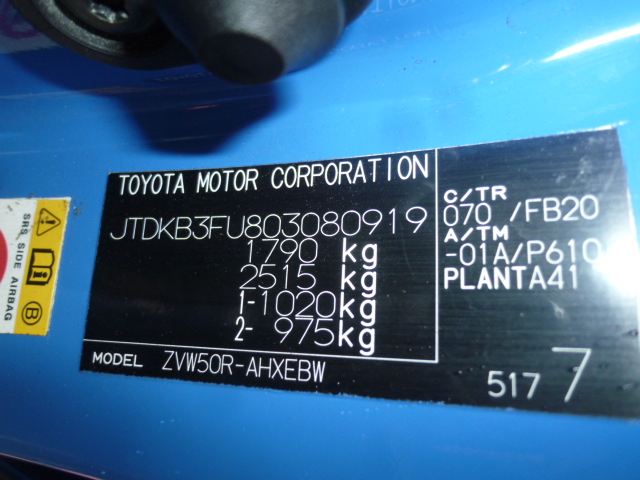 TOYOTA MOTOR CORPORATION
JTDKB3FU803080919
1790 kg
2515 kg
1-1020kg
2- 975kg
MODEL ZVW50R-AHXEBW
C/TR
070 /FB20
A/TM
-01A/P610
PLANTA41
517 7
SRS SIDE AIRBAG
B